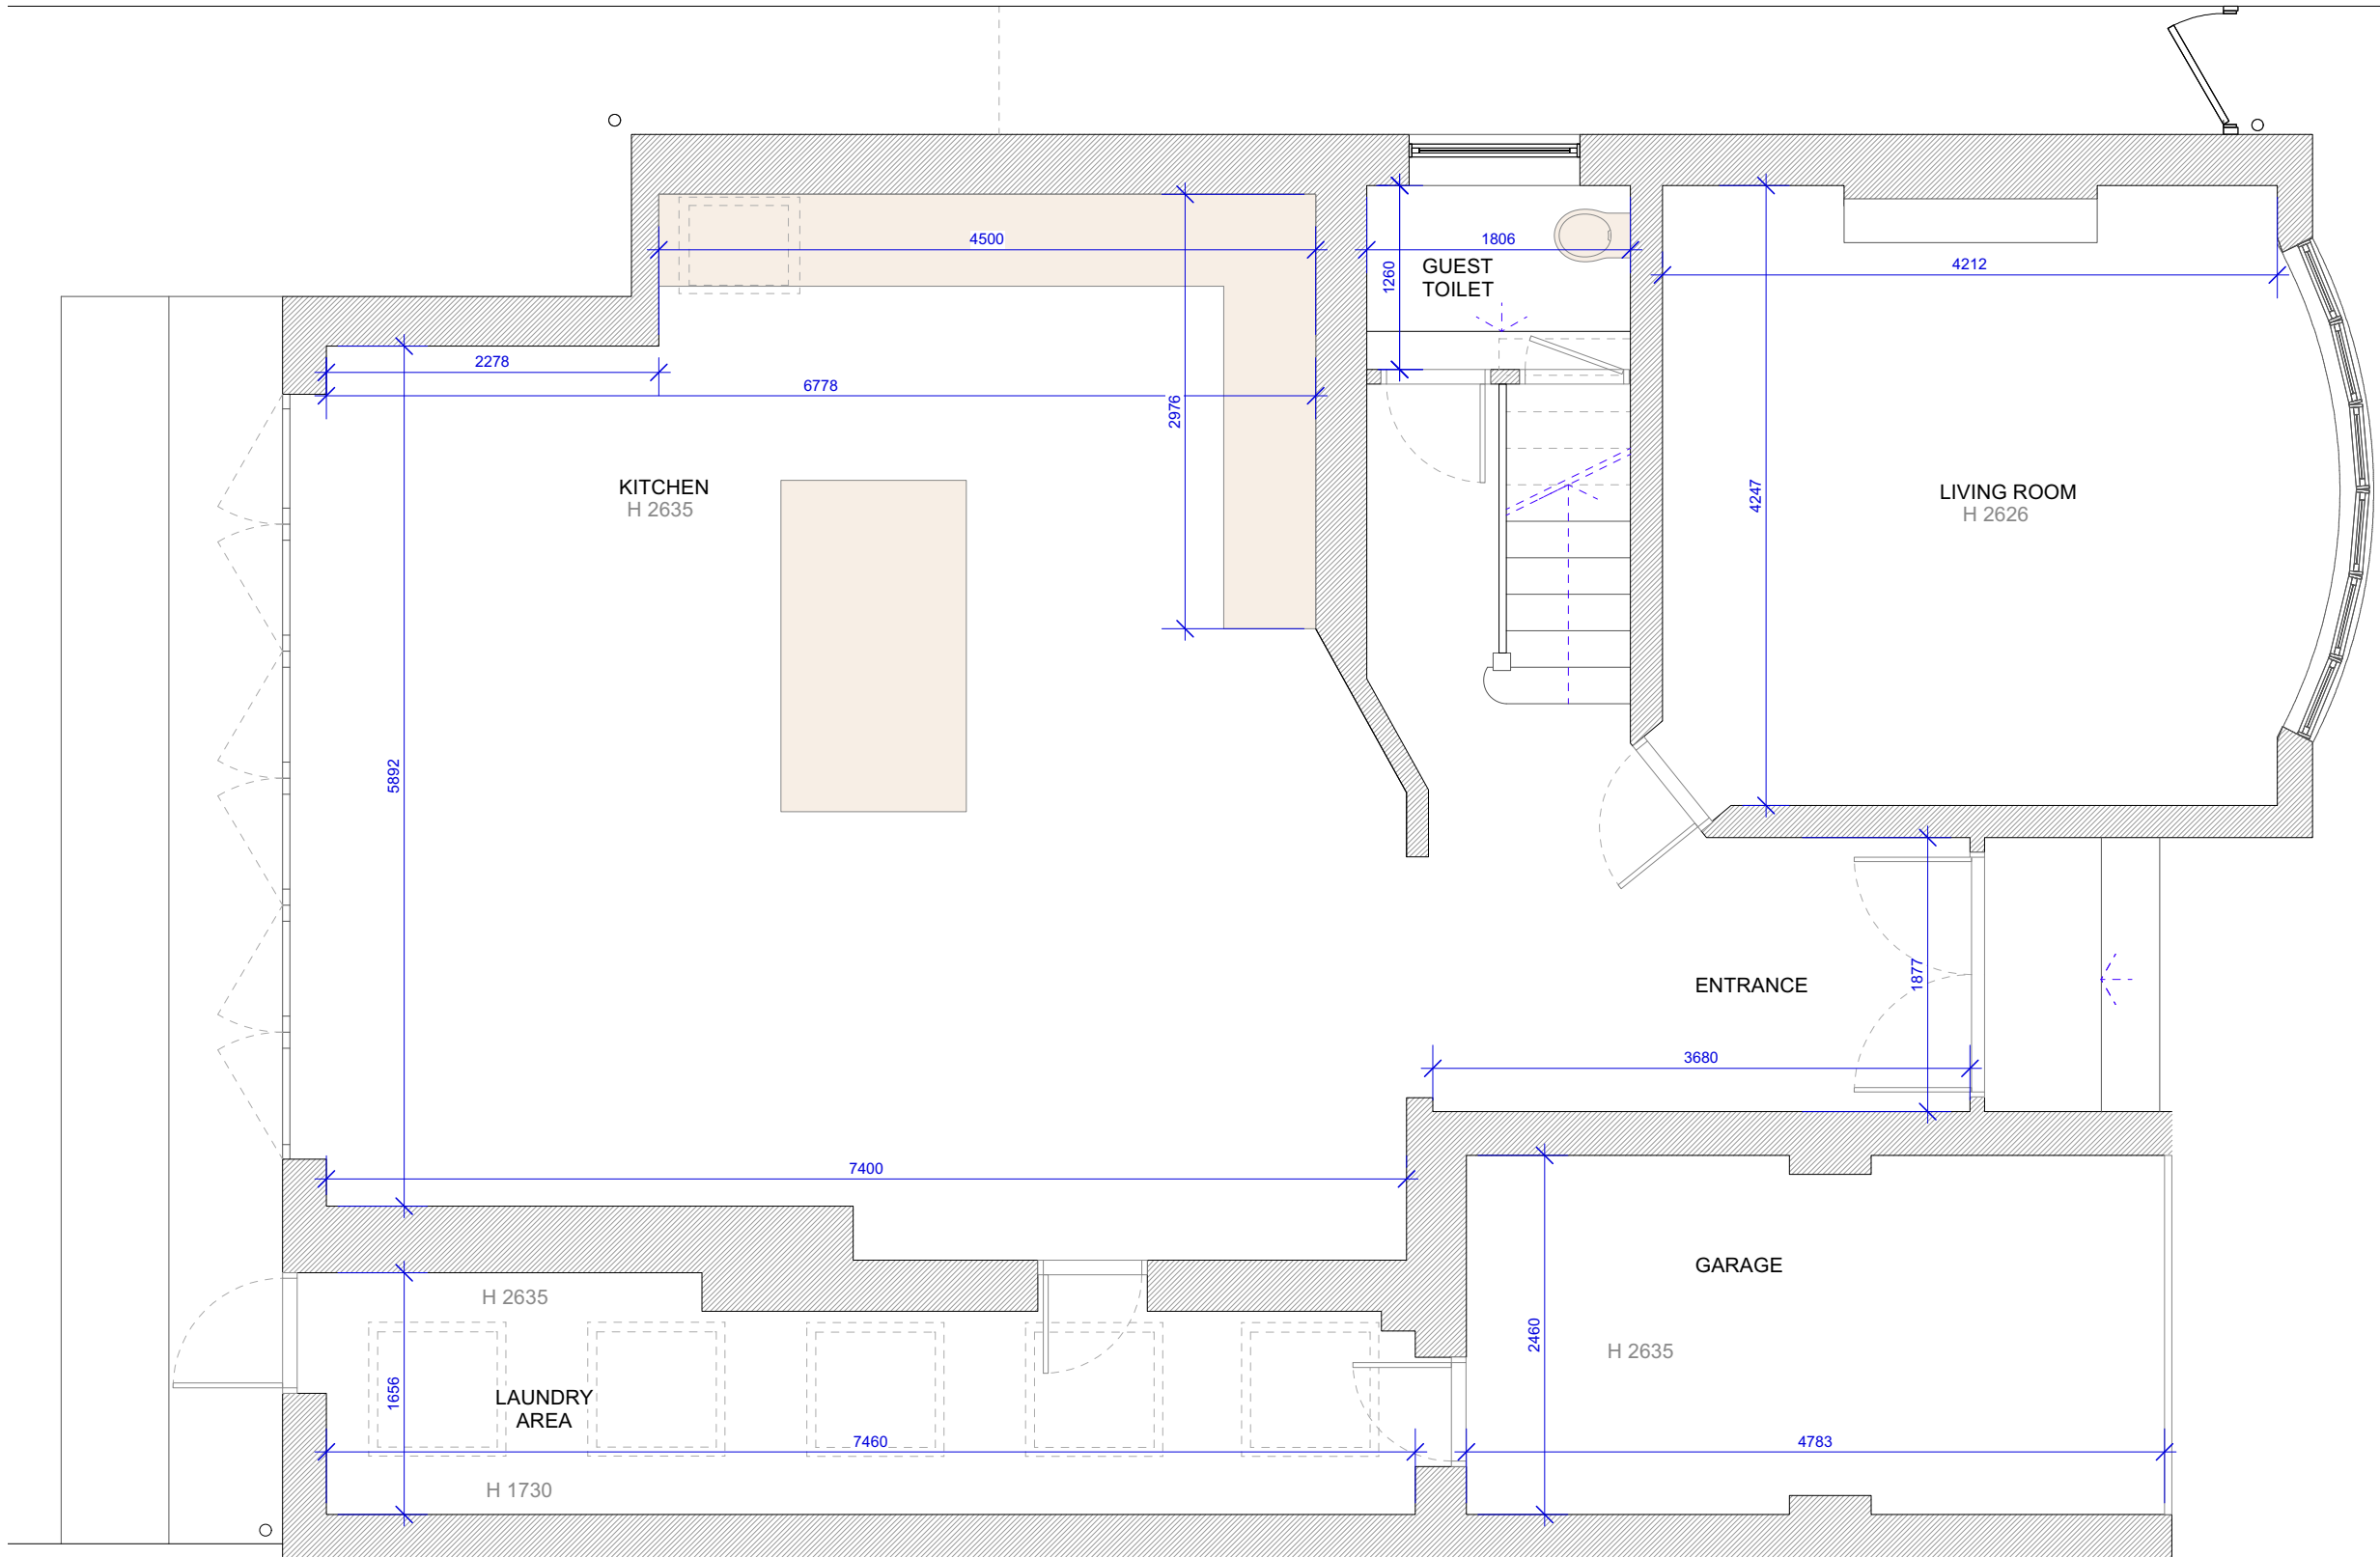 4500
1806
GUEST
TOILET
1260
4212
2278
6778
2976
KITCHEN
H 2635
4247
LIVING ROOM
H 2626
5892
ENTRANCE
1877
3680
7400
GARAGE
H 2635
2460
H 2635
LAUNDRY
AREA
1656
7460
4783
H 1730